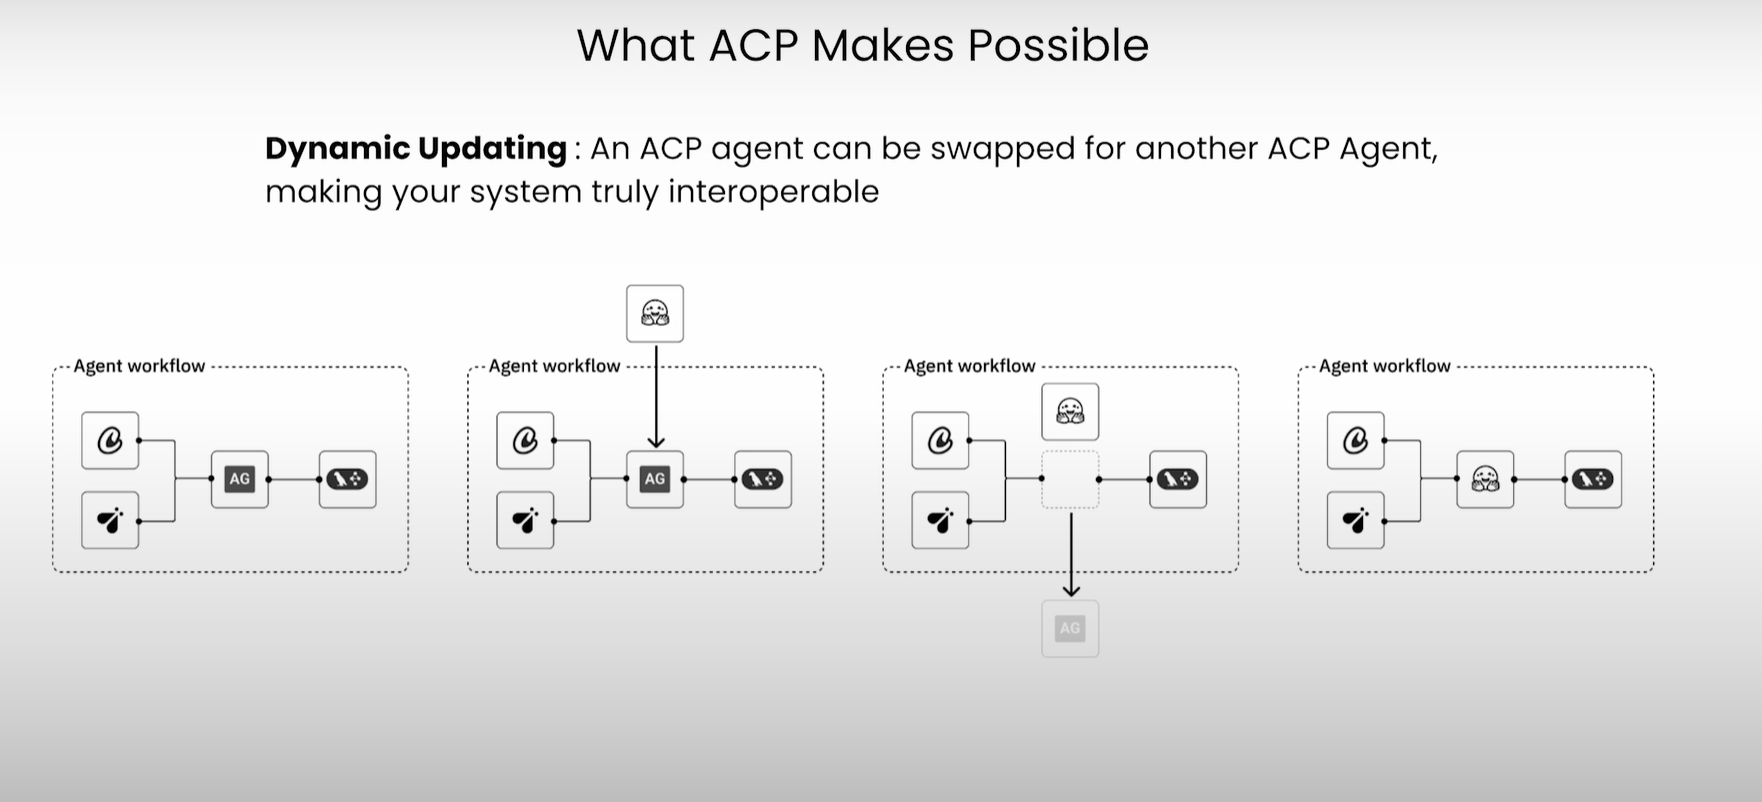 What ACP Makes Possible
Dynamic Updating : An ACP agent can be swapped for another ACP Agent,
making your system truly interoperable
Agent workflow
AG
Agent workflow
AG
Agent workflow
AG
Agent workflow